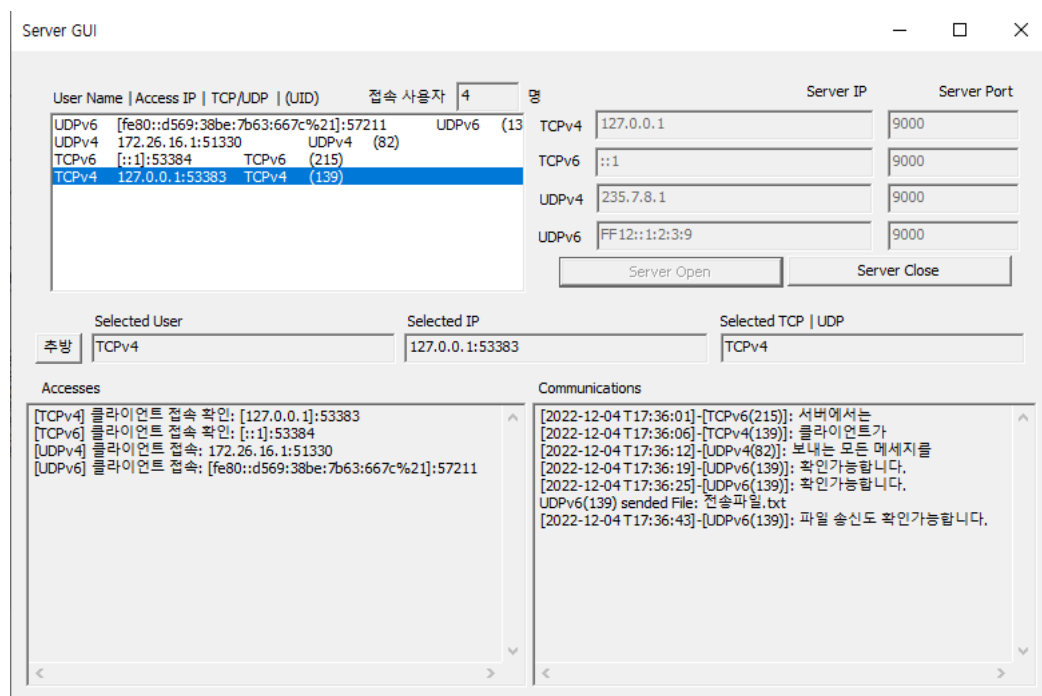 Server GUI
User Name | Access IP | TCP/UDP | (UID) 접속 사용자 4 명
Server IP Server Port
UDPv6 [fe80::d569:38be:7b63:667c%21]:57211 UDPv6 (13
UDPv4 172.26.16.1:51330 UDPv4 (82)
TCPv6 [::1]:53384 TCPv6 (215)
TCPv4 127.0.0.1:53383 TCPv4 (139)
TCPv4 127.0.0.1 9000
TCPv6 ::1 9000
UDPv4 235.7.8.1 9000
UDPv6 FF12::1:2:3:9 9000
Server Open Server Close
Selected User Selected IP Selected TCP | UDP
추방 TCPv4 127.0.0.1:53383 TCPv4
Accesses
[TCPv4] 클라이언트 접속 확인: [127.0.0.1]:53383
[TCPv6] 클라이언트 접속 확인: [::1]:53384
[UDPv4] 클라이언트 접속: 172.26.16.1:51330
[UDPv6] 클라이언트 접속: [fe80::d569:38be:7b63:667c%21]:57211
Communications
[2022-12-04T17:36:01]-[TCPv6(215)]: 서버에서는
[2022-12-04T17:36:06]-[TCPv4(139)]: 클라이언트가
[2022-12-04T17:36:12]-[UDPv4(82)]: 보내는 모든 메세지를
[2022-12-04T17:36:19]-[UDPv6(139)]: 확인가능합니다.
[2022-12-04T17:36:25]-[UDPv6(139)]: 확인가능합니다.
UDPv6(139) sended File: 전송파일.txt
[2022-12-04T17:36:43]-[UDPv6(139)]: 파일 송신도 확인가능합니다.